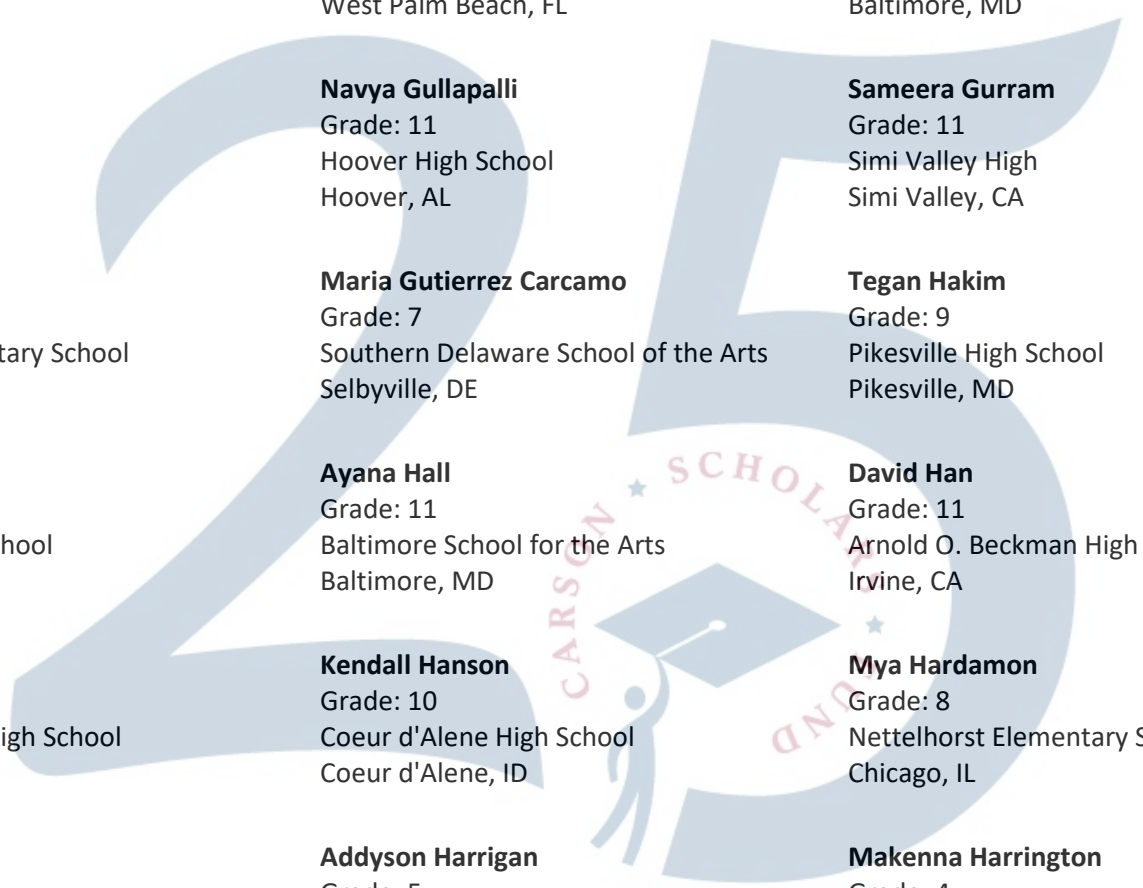 West Palm Beach, FL
Baltimore, MD
Navya Gullapalli
Grade: 11
Hoover High School
Hoover, AL
Sameera Gurram
Grade: 11
Simi Valley High
Simi Valley, CA
tary School
Maria Gutierrez Carcamo
Grade: 7
Southern Delaware School of the Arts
Selbyville, DE
Tegan Hakim
Grade: 9
Pikesville High School
Pikesville, MD
hool
Ayana Hall
Grade: 11
Baltimore School for the Arts
Baltimore, MD
David Han
Grade: 11
Arnold O. Beckman High
Irvine, CA
igh School
Kendall Hanson
Grade: 10
Coeur d'Alene High School
Coeur d'Alene, ID
Mya Hardamon
Grade: 8
Nettelhorst Elementary S
Chicago, IL
Addyson Harrigan
Grade: 5
Makenna Harrington
Grade: 4
25
CARSON ★ SCHOLARS ★ FUND